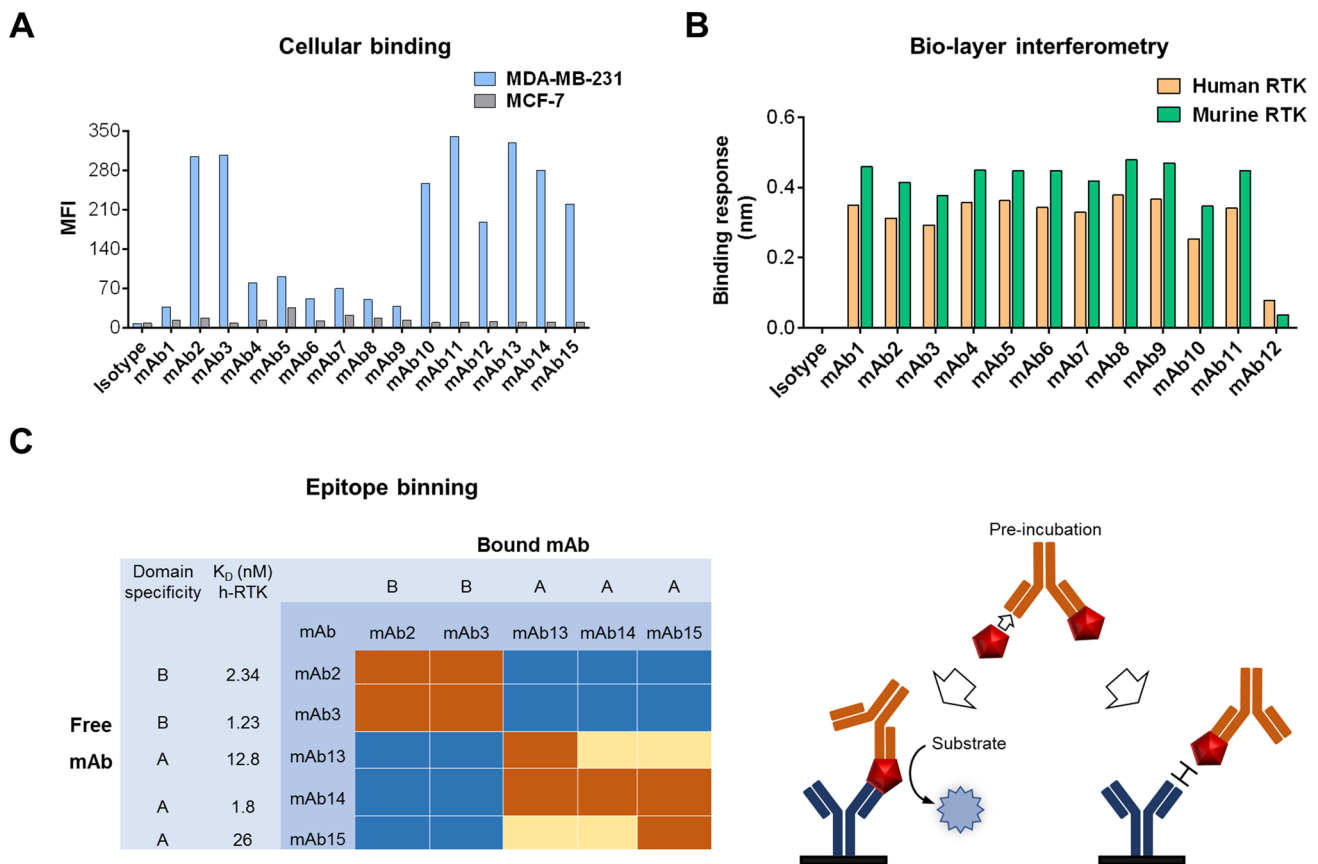 A
Cellular binding
MDA-MB-231
MCF-7
MFI
350
280
210
140
70
0
Isotype
mAb1
mAb2
mAb3
mAb4
mAb5
mAb6
mAb7
mAb8
mAb9
mAb10
mAb11
mAb12
mAb13
mAb14
mAb15
B
Bio-layer interferometry
Human RTK
Murine RTK
Binding response
(nm)
0.6
0.4
0.2
0.0
Isotype
mAb1
mAb2
mAb3
mAb4
mAb5
mAb6
mAb7
mAb8
mAb9
mAb10
mAb11
mAb12
C
Epitope binning
Bound mAb
Domain
specificity
K_D (nM)
h-RTK
B B A A A
mAb mAb2 mAb3 mAb13 mAb14 mAb15
Free
mAb
B 2.34 mAb2
B 1.23 mAb3
A 12.8 mAb13
A 1.8 mAb14
A 26 mAb15
Pre-incubation
Substrate